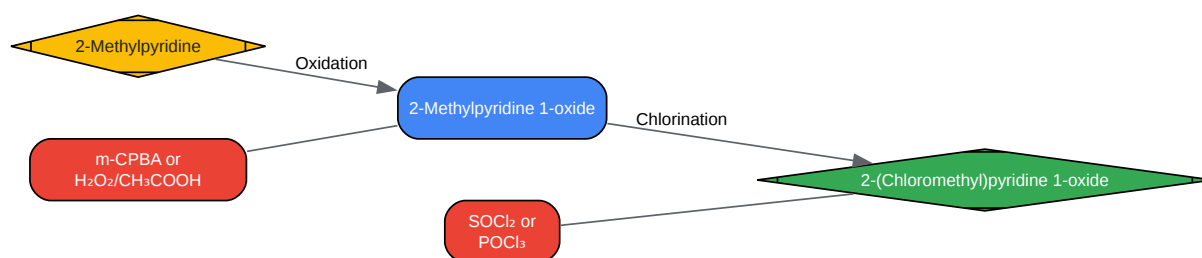 2-Methylpyridine
Oxidation
2-Methylpyridine 1-oxide
m-CPBA or
H₂O₂/CH₃COOH
Chlorination
2-(Chloromethyl)pyridine 1-oxide
SOCl₂ or
POCl₃